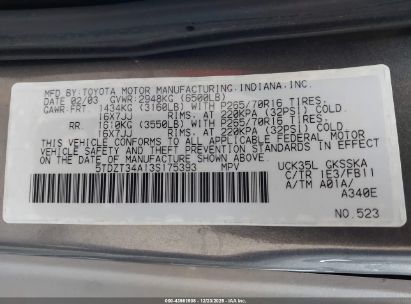 MFD.BY:TOYOTA MOTOR MANUFACTURING.INDIANA.INC.
DATE 02/03 GVWR:2948KG (6500LB)
GAWR:FRT 1434KG (3160LB) WITH P265/70R16 TIRES.
16X7JJ RIMS, AT 220KPA (32PSI) COLD
RR. 1610KG (3550LB) WITH P265/70R16 TIRES.
16X7JJ RIMS, AT 220KPA (32PSI) COLD.
THIS VEHICLE CONFORMS TO ALL APPLICABLE FEDERAL MOTOR
VEHICLE SAFETY AND BUMPER STANDARDS IN EFFECT
ON THE DATE OF MANUFACTURE SHOWN ABOVE.
5TDZT34A13S175393 MPV
UCK35L GKSSKA
C/TR 1E3/FB11
A/TM A01A/
A340E
NO.523